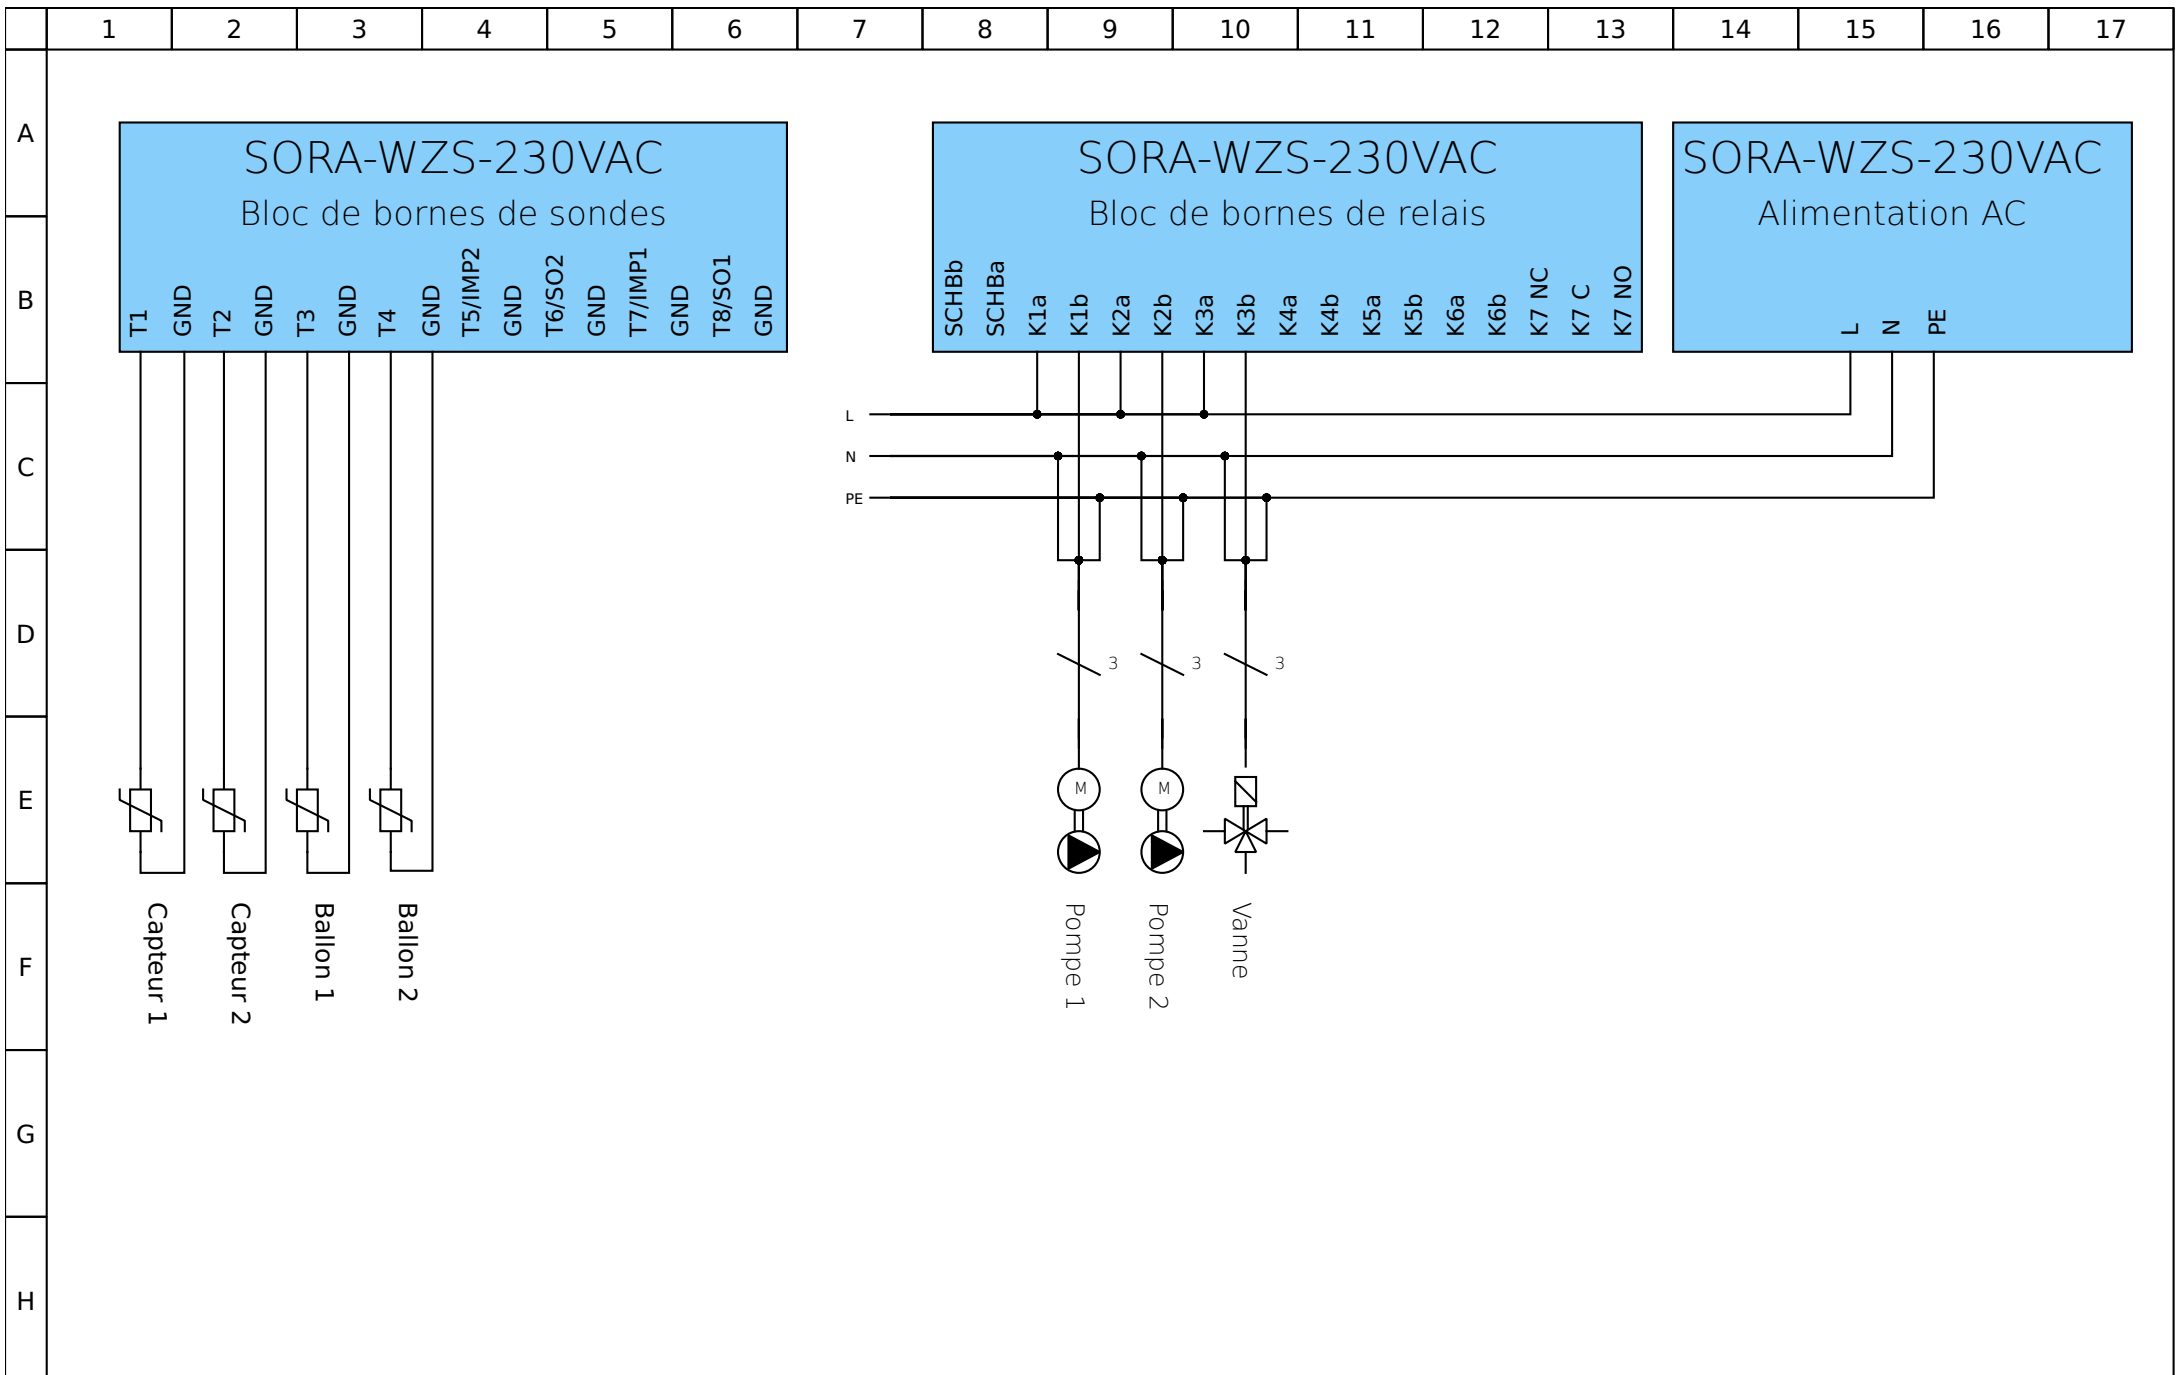 1 2 3 4 5 6 7 8 9 10 11 12 13 14 15 16 17
A
SORA-WZS-230VAC
Bloc de bornes de sondes
T1 GND T2 GND T3 GND T4 GND T5/IMP2 GND T6/SO2 GND T7/IMP1 GND T8/SO1 GND
SORA-WZS-230VAC
Bloc de bornes de relais
SCHBb SCHBa K1a K1b K2a K2b K3a K3b K4a K4b K5a K5b K6a K6b K7 NC K7 C K7 NO
SORA-WZS-230VAC
Alimentation AC
L N PE
B
L
C
N
PE
D
3 3 3
E
M M
F
Capteur 1
Capteur 2
Ballon 1
Ballon 2
Pompe 1
Pompe 2
Vanne
G
H